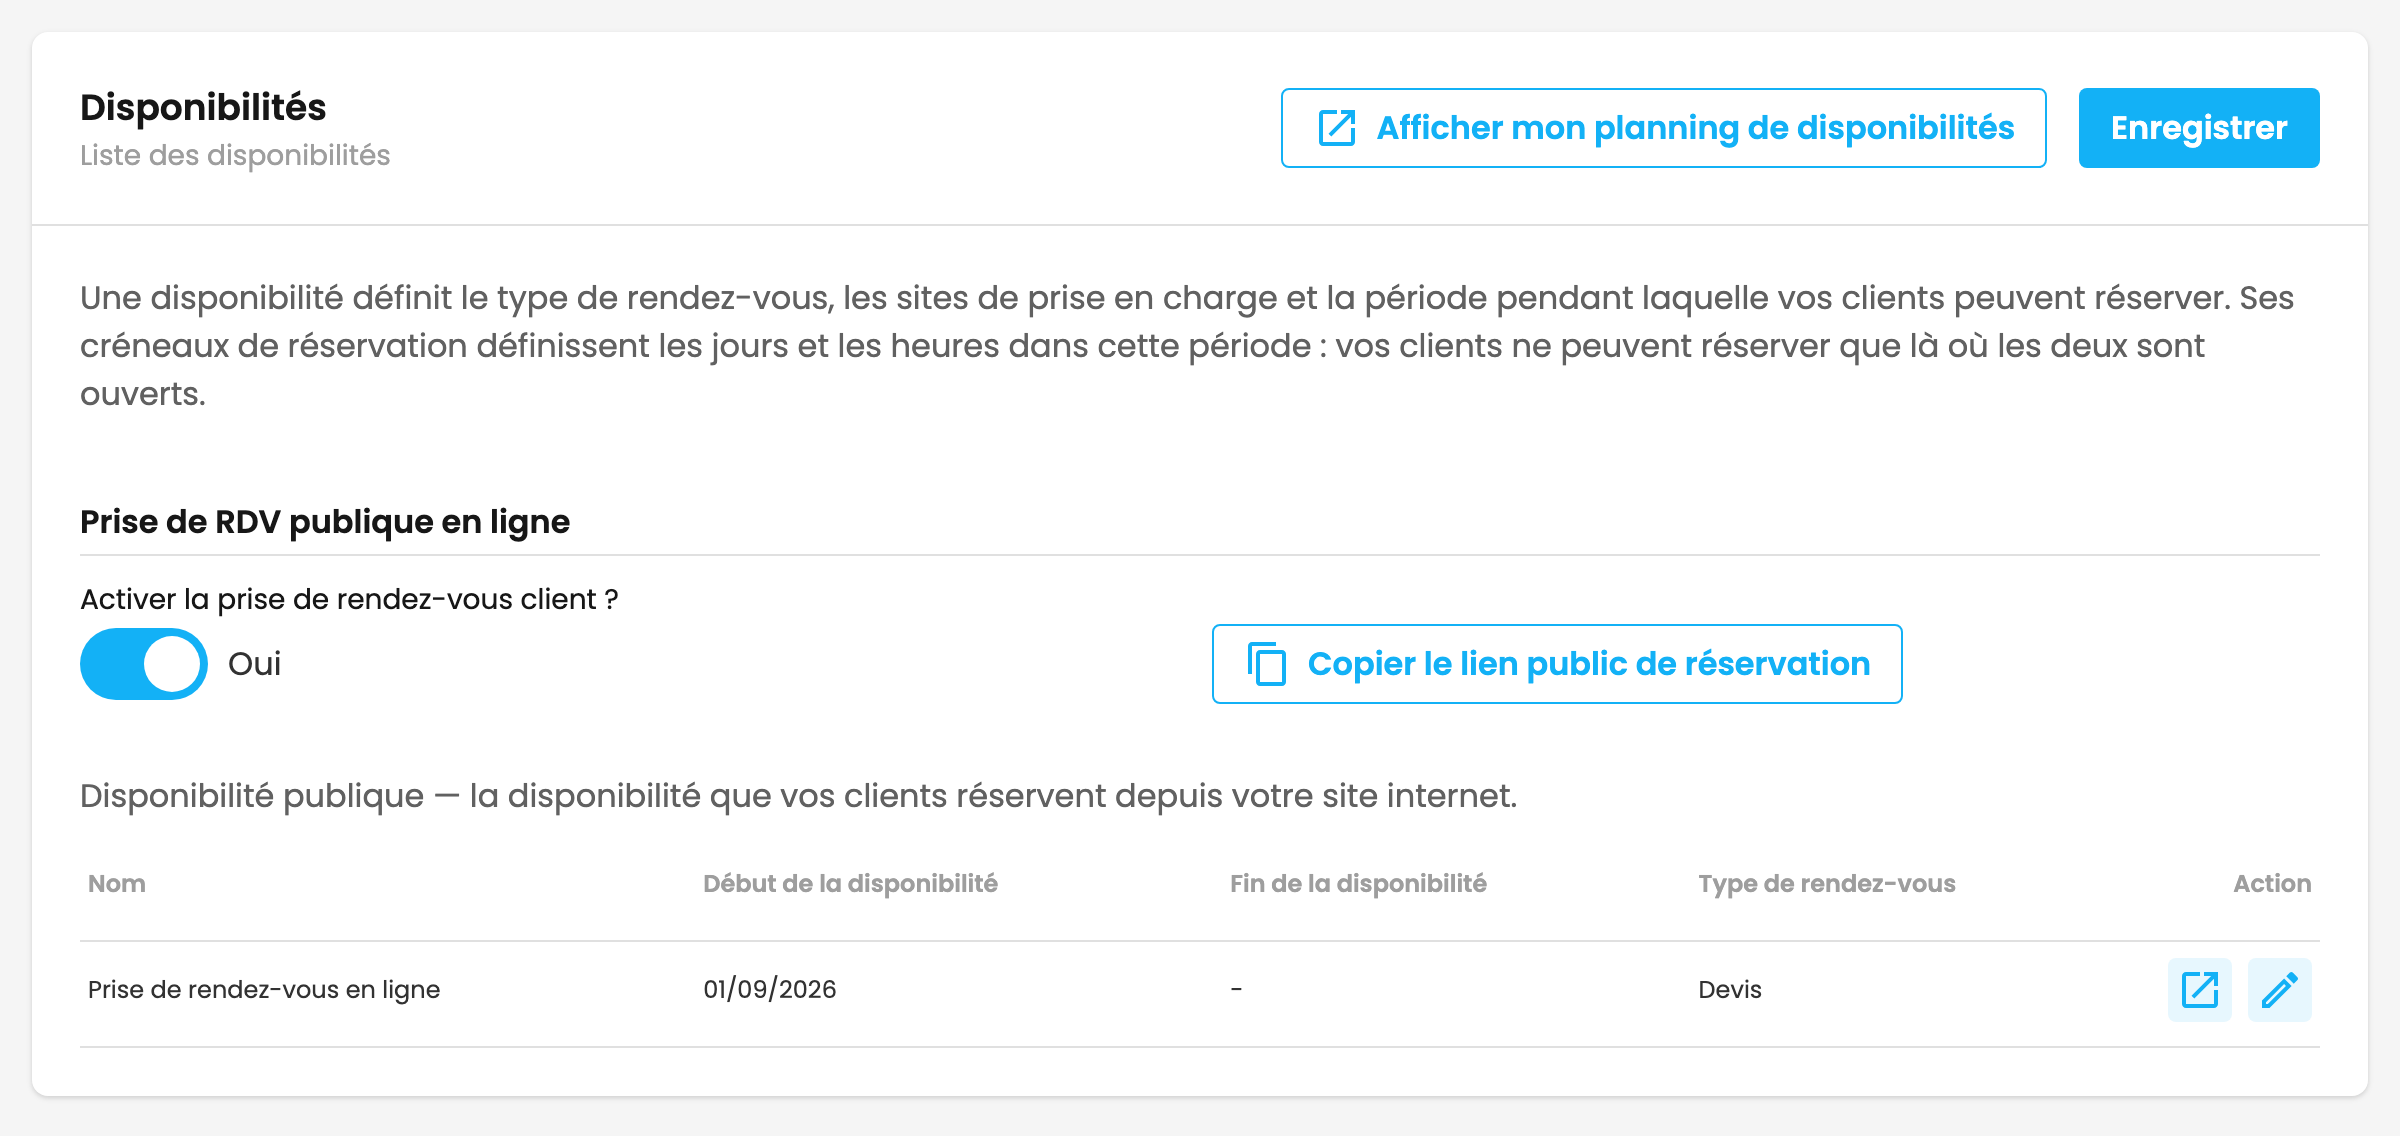 Disponibilités
Liste des disponibilités
Afficher mon planning de disponibilités
Enregistrer
Une disponibilité définit le type de rendez-vous, les sites de prise en charge et la période pendant laquelle vos clients peuvent réserver. Ses
créneaux de réservation définissent les jours et les heures dans cette période : vos clients ne peuvent réserver que là où les deux sont
ouverts.
Prise de RDV publique en ligne
Activer la prise de rendez-vous client ?
Oui
Copier le lien public de réservation
Disponibilité publique — la disponibilité que vos clients réservent depuis votre site internet.
Nom Début de la disponibilité Fin de la disponibilité Type de rendez-vous Action
Prise de rendez-vous en ligne 01/09/2026 - Devis